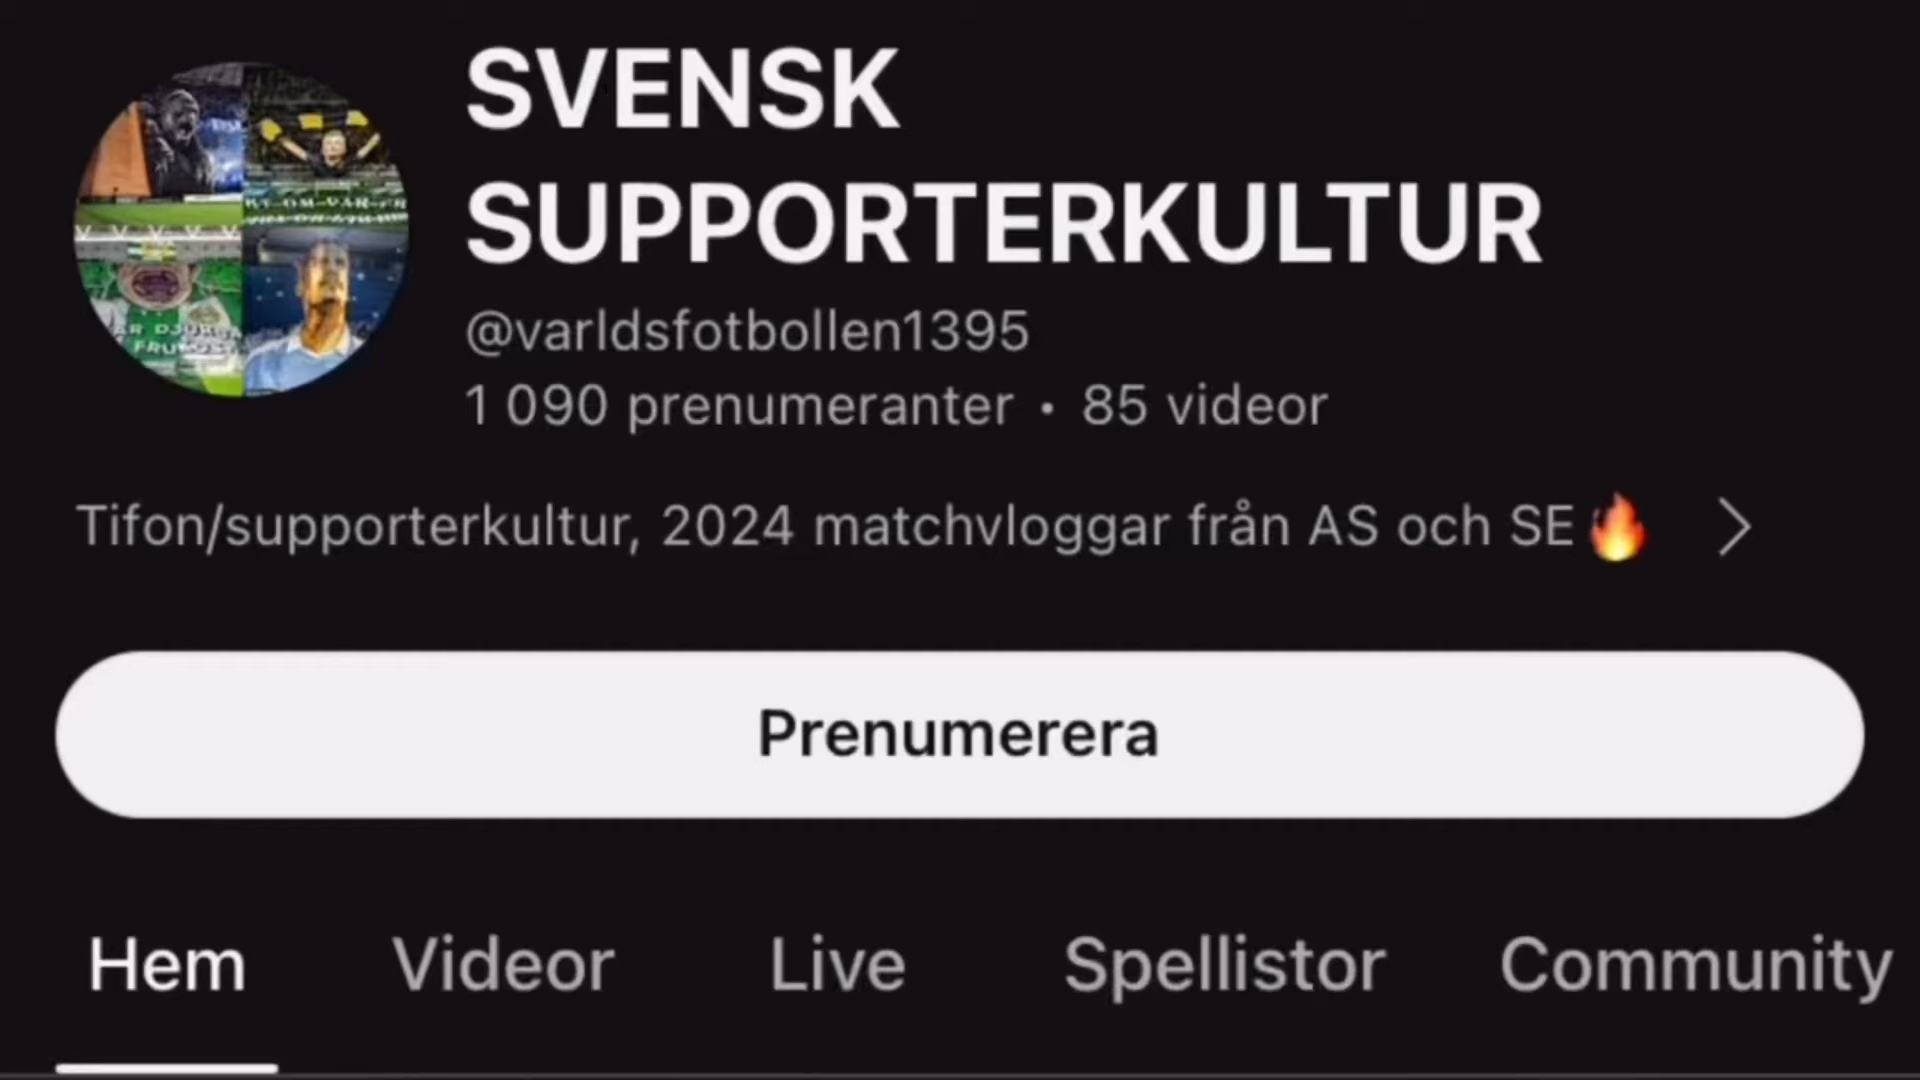 SVENSK
SUPPORTERKULTUR
@varldsfotbollen1395
1 090 prenumeranter • 85 videor
Tifon/supporterkultur, 2024 matchvloggar från AS och SE🔥
Prenumerera
Hem Videor Live Spellistor Community